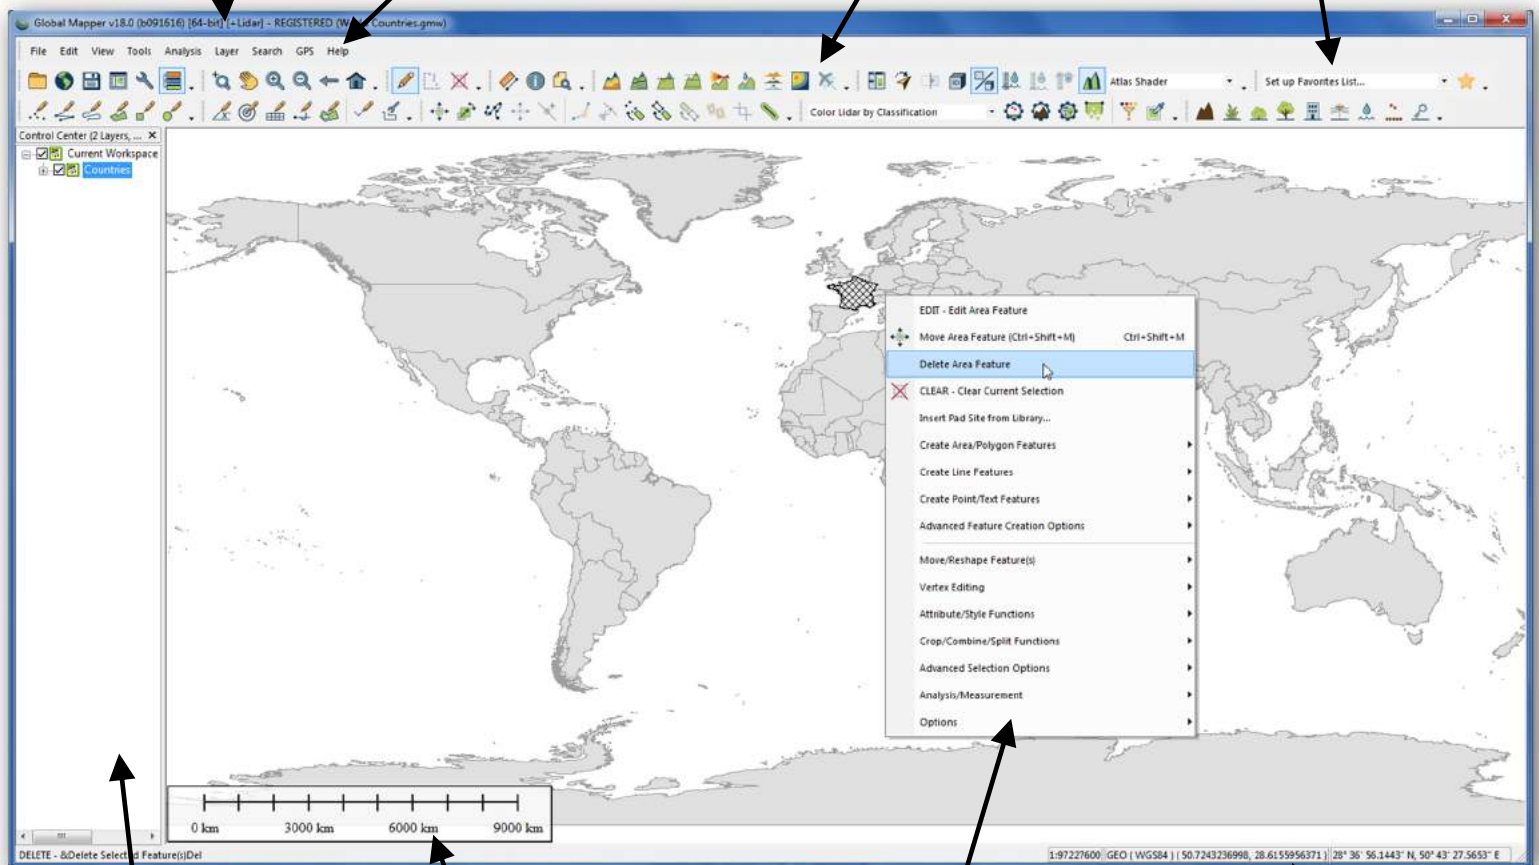 Global Mapper v18.0 (b091616) [64-bit] [+Lidar] - REGISTERED (W Countries.gmw)
File Edit View Tools Analysis Layer Search GPS Help
Atlas Shader
Set up Favorites List...
Color Lidar by Classification
Control Center (2 Layers, ...
Current Workspace
Countries
EDIT - Edit Area Feature
Move Area Feature (Ctrl+Shift+M) Ctrl+Shift+M
Delete Area Feature
CLEAR - Clear Current Selection
Insert Pad Site from Library...
Create Area/Polygon Features
Create Line Features
Create Point/Text Features
Advanced Feature Creation Options
Move/Reshape Feature(s)
Vertex Editing
Attribute/Style Functions
Crop/Combine/Split Functions
Advanced Selection Options
Analysis/Measurement
Options
0 km 3000 km 6000 km 9000 km
DELETE - &Delete Selected Feature(s)Del
1:97227600 GEO ( WGS84 ) ( 50.7243236998, 28.6155956371 ) 28° 36' 56.1443" N, 50° 43' 27.5653" E